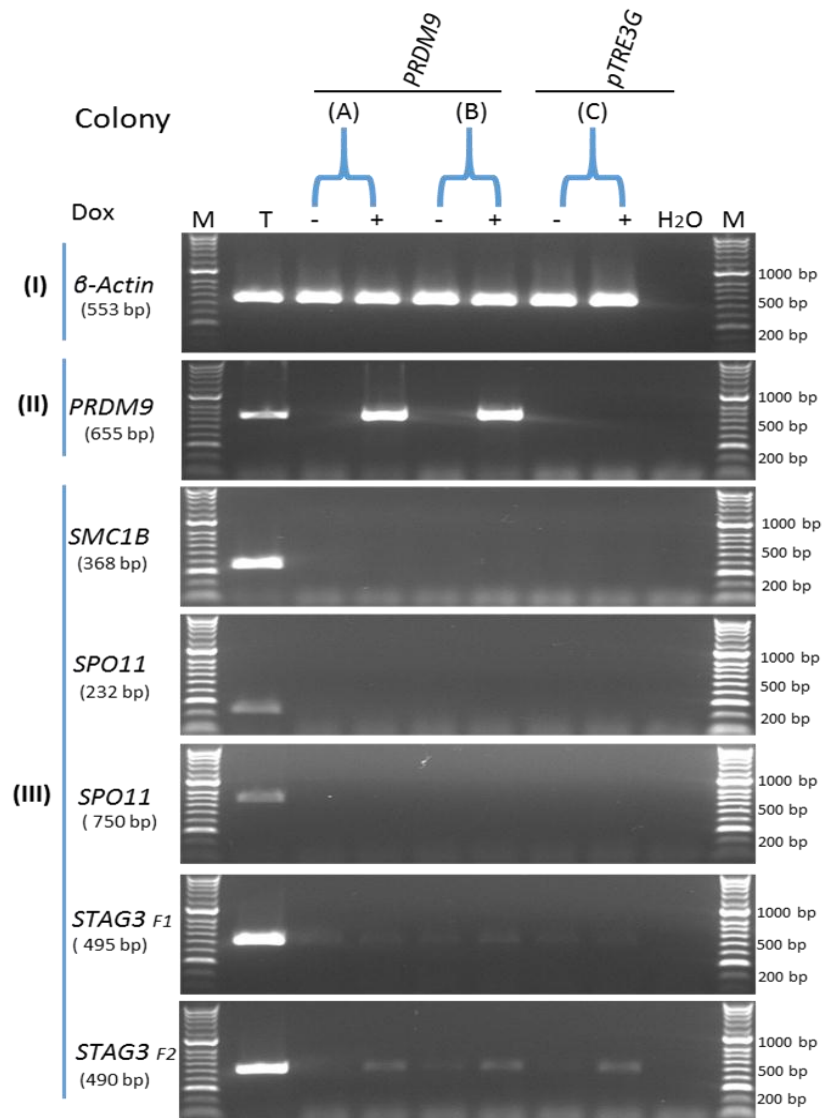 PRDM9 pTRE3G
Colony (A) (B) (C)
Dox M T - + - + - + H2O M
(I) β-Actin
(553 bp)
1000 bp
500 bp
200 bp
(II) PRDM9
(655 bp)
1000 bp
500 bp
200 bp
(III)
SMC1B
(368 bp)
1000 bp
500 bp
200 bp
SPO11
(232 bp)
1000 bp
500 bp
200 bp
SPO11
( 750 bp)
1000 bp
500 bp
200 bp
STAG3 F1
( 495 bp)
1000 bp
500 bp
200 bp
STAG3 F2
(490 bp)
1000 bp
500 bp
200 bp